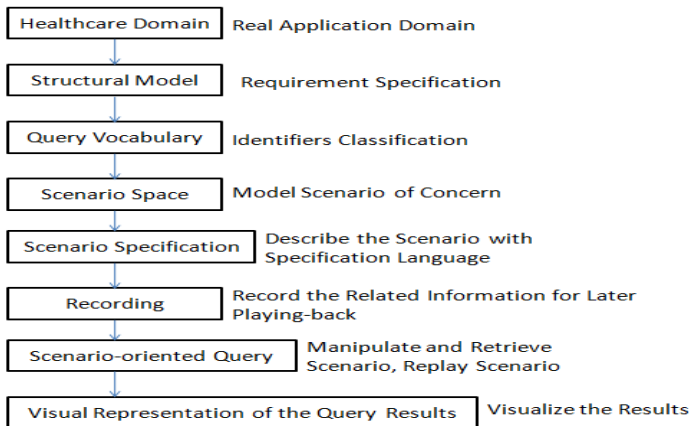 Healthcare Domain Real Application Domain
Structural Model Requirement Specification
Query Vocabulary Identifiers Classification
Scenario Space Model Scenario of Concern
Scenario Specification Describe the Scenario with
Specification Language
Recording Record the Related Information for Later
Playing-back
Scenario-oriented Query Manipulate and Retrieve
Scenario, Replay Scenario
Visual Representation of the Query Results Visualize the Results